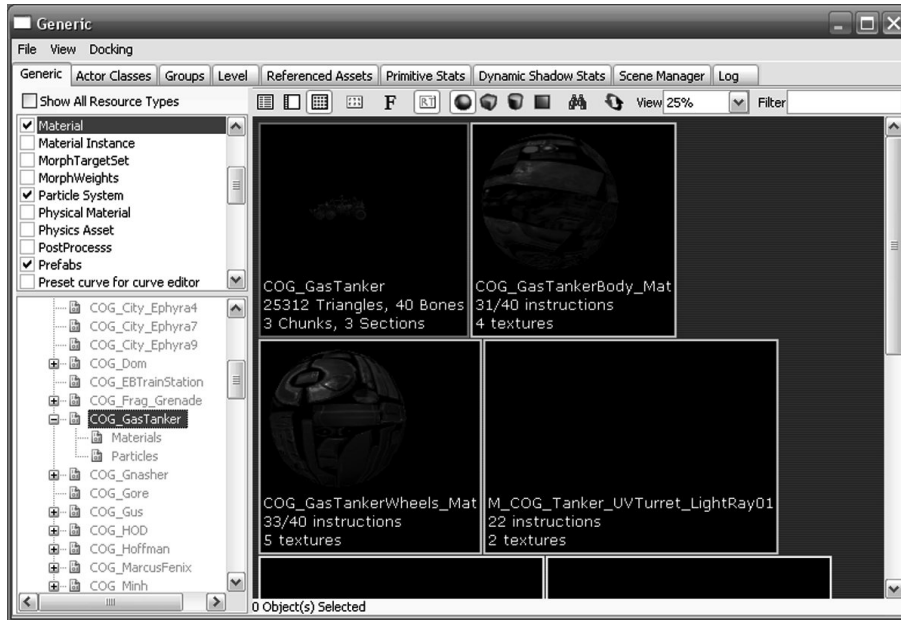 Generic
File View Docking
Generic Actor Classes Groups Level Referenced Assets Primitive Stats Dynamic Shadow Stats Scene Manager Log
Show All Resource Types
F RT View 25% Filter
Material
Material Instance
MorphTargetSet
MorphWeights
Particle System
Physical Material
Physics Asset
PostProcesss
Prefabs
Preset curve for curve editor
COG_City_Ephyra4
COG_City_Ephyra7
COG_City_Ephyra9
COG_Dom
COG_EBTrainStation
COG_Frag_Grenade
COG_GasTanker
Materials
Particles
COG_Gnasher
COG_Gore
COG_Gus
COG_HOD
COG_Hoffman
COG_MarcusFenix
COG_Minh
COG_GasTanker
25312 Triangles, 40 Bones
3 Chunks, 3 Sections
COG_GasTankerBody_Mat
31/40 instructions
4 textures
COG_GasTankerWheels_Mat
33/40 instructions
5 textures
M_COG_Tanker_UVTurret_LightRay01
22 instructions
2 textures
0 Object(s) Selected